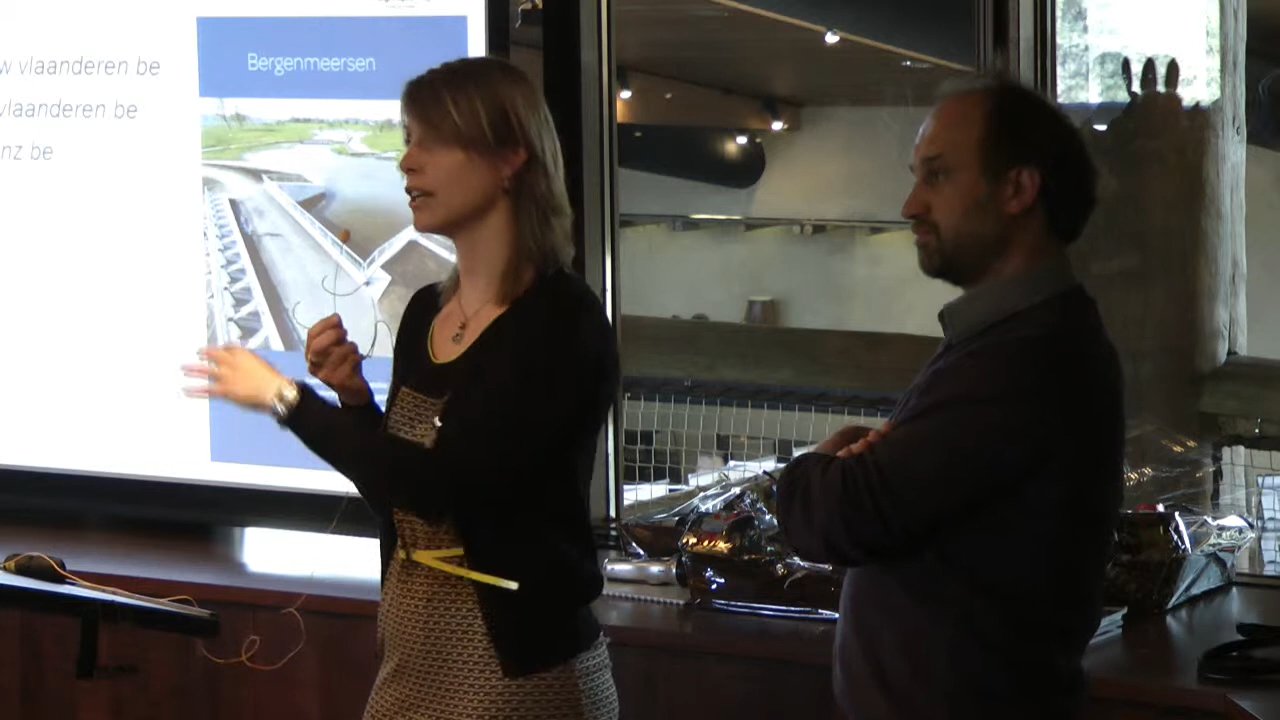 w vlaanderen be
vlaanderen be
nz be
Bergenmeersen